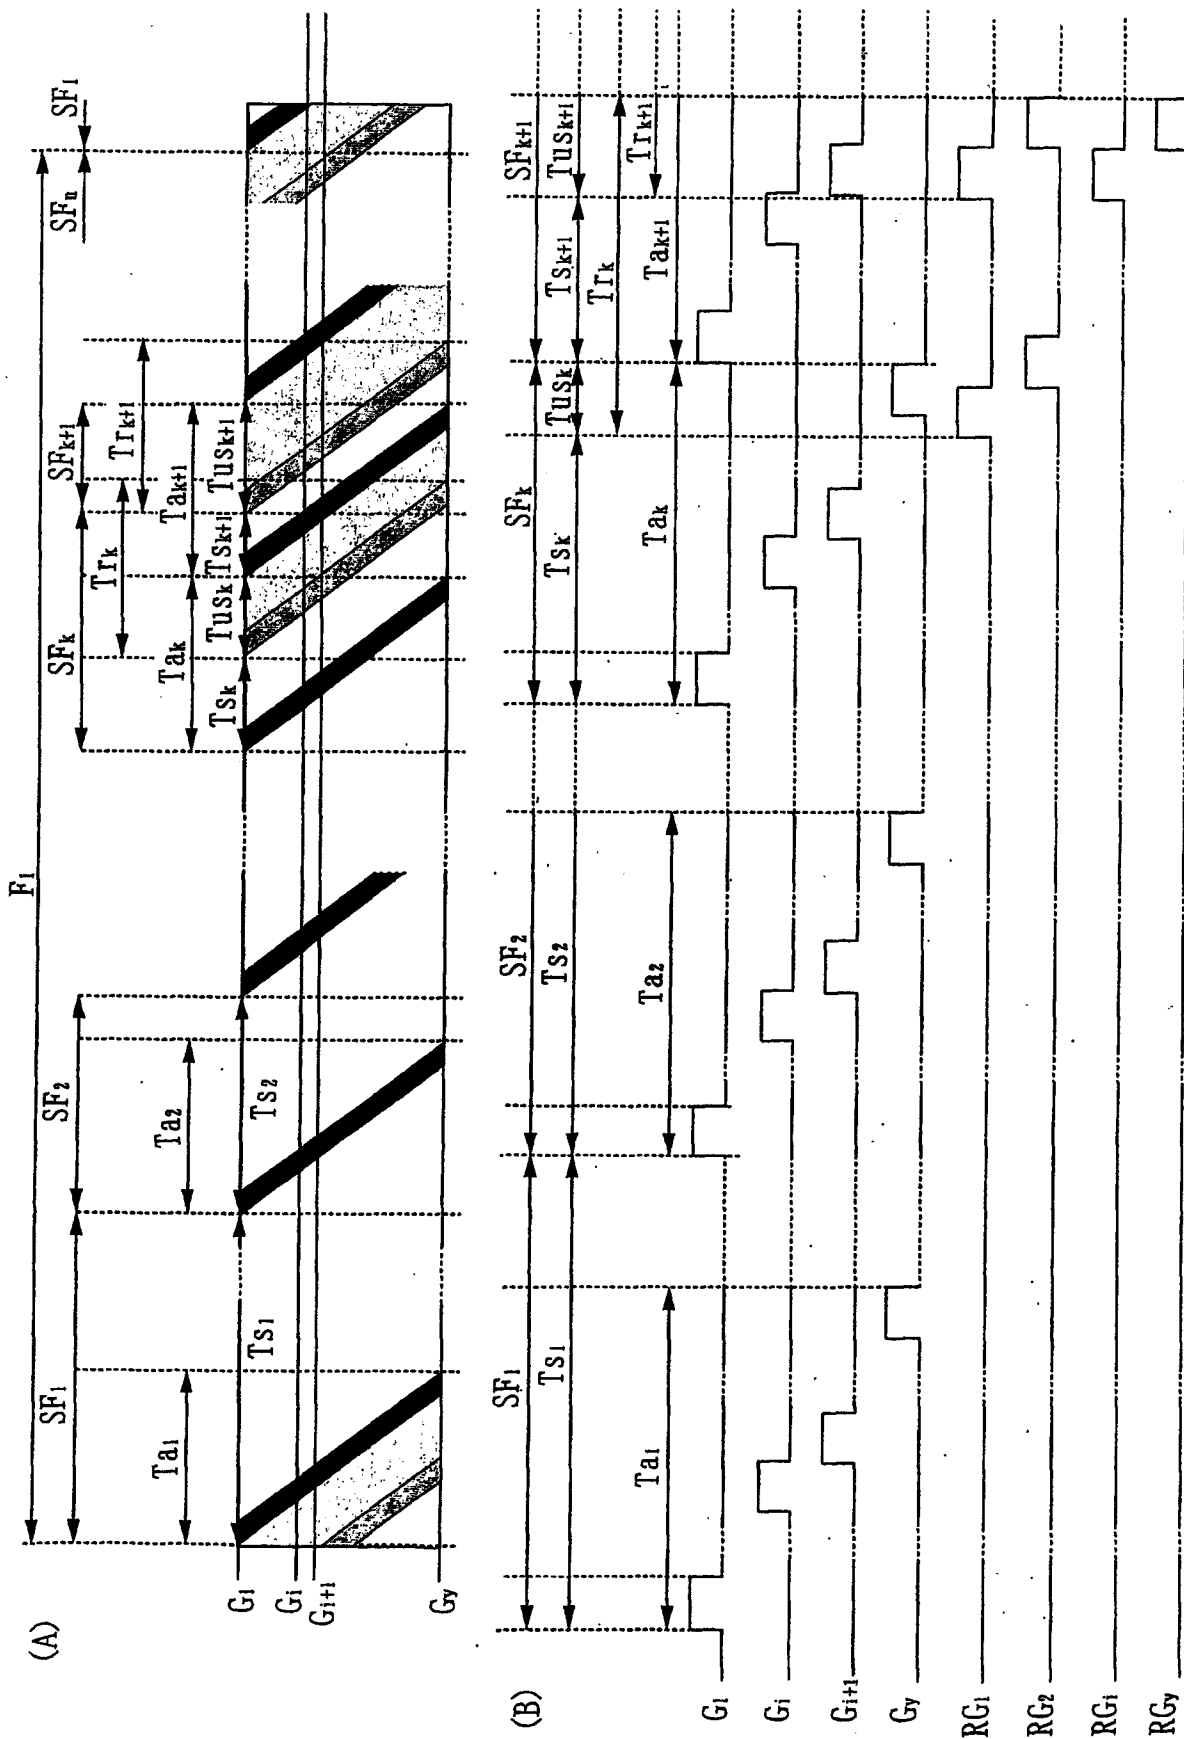 (A)
F1
SF1
SF2
SFk
SFk+1
SFn
SF1
Trk
Trk+1
Ta1
Ta2
Tak
Tak+1
Ts1
Ts2
Tsk
Tusk
Tsk+1
Tusk+1
G1
Gi
Gi+1
Gy
(B)
SF1
SF2
SFk
SFk+1
Ts1
Ts2
Tsk
Tusk
Tsk+1
Tusk+1
Trk
Trk+1
Ta1
Ta2
Tak
Tak+1
G1
Gi
Gi+1
Gy
RG1
RG2
RGi
RGy